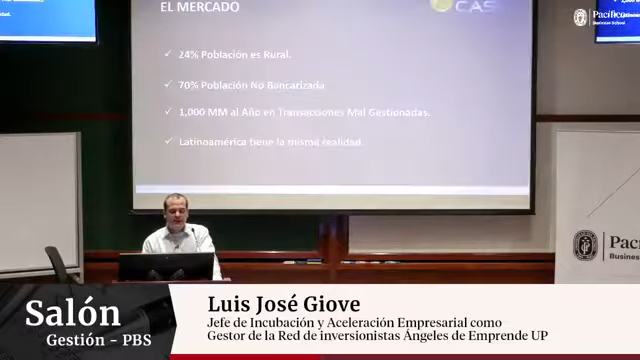 EL MERCADO
CAS
Pacífico
Business School
✓ 24% Población es Rural.
✓ 70% Población No Bancarizada
✓ 1,000 MM al Año en Transacciones Mal Gestionadas.
✓ Latinoamérica tiene la misma realidad.
Pacíf
Business
Salón
Gestión – PBS
Luis José Giove
Jefe de Incubación y Aceleración Empresarial como
Gestor de la Red de inversionistas Ángeles de Emprende UP